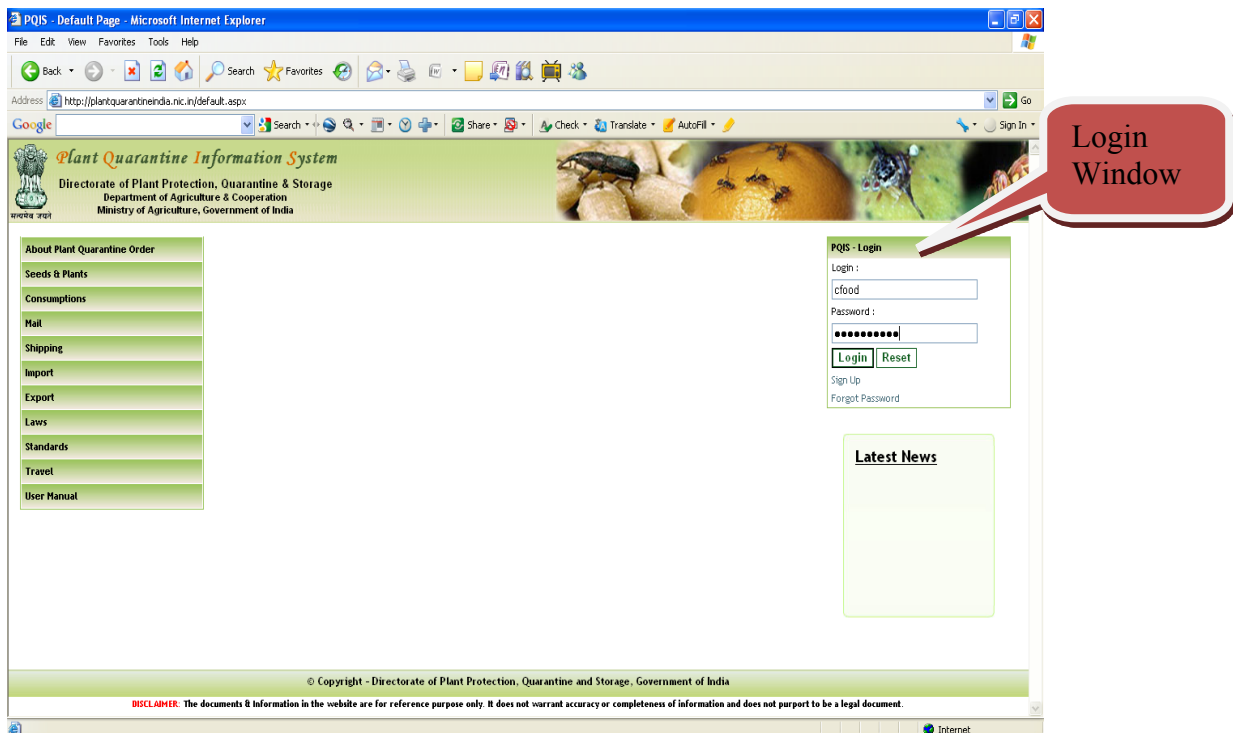 PQIS - Default Page - Microsoft Internet Explorer
File Edit View Favorites Tools Help
Back Search Favorites
Address http://plantquarantineindia.nic.in/default.aspx Go
Google Search Share Check Translate AutoFill Sign In
Plant Quarantine Information System
Directorate of Plant Protection, Quarantine & Storage
Department of Agriculture & Cooperation
Ministry of Agriculture, Government of India
सत्यमेव जयते
Login
Window
About Plant Quarantine Order
Seeds & Plants
Consumptions
Mail
Shipping
Import
Export
Laws
Standards
Travel
User Manual
PQIS - Login
Login :
cfood
Password :
Login Reset
Sign Up
Forgot Password
Latest News
© Copyright - Directorate of Plant Protection, Quarantine and Storage, Government of India
DISCLAIMER: The documents & Information in the website are for reference purpose only. It does not warrant accuracy or completeness of information and does not purport to be a legal document.
Internet